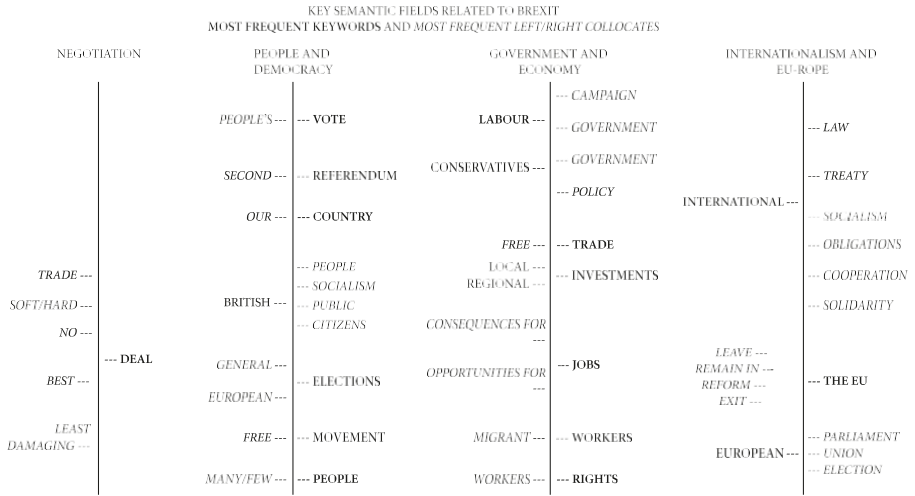 KEY SEMANTIC FIELDS RELATED TO BREXIT
MOST FREQUENT KEYWORDS AND MOST FREQUENT LEFT/RIGHT COLLOCATES
NEGOTIATION
TRADE ---
SOFT/HARD ---
NO ---
--- DEAL
BEST ---
LEAST
DAMAGING ---
PEOPLE AND
DEMOCRACY
PEOPLE'S --- --- VOTE
SECOND --- --- REFERENDUM
OUR --- --- COUNTRY
--- PEOPLE
--- SOCIALISM
BRITISH ---
--- PUBLIC
--- CITIZENS
GENERAL ---
--- ELECTIONS
EUROPEAN ---
FREE --- --- MOVEMENT
MANY/FEW --- --- PEOPLE
GOVERNMENT AND
ECONOMY
--- CAMPAIGN
LABOUR ---
--- GOVERNMENT
--- GOVERNMENT
CONSERVATIVES ---
--- POLICY
FREE --- --- TRADE
LOCAL ---
--- INVESTMENTS
REGIONAL ---
CONSEQUENCES FOR
---
--- JOBS
OPPORTUNITIES FOR
---
MIGRANT --- --- WORKERS
WORKERS --- --- RIGHTS
INTERNATIONALISM AND
EU-ROPE
--- LAW
--- TREATY
INTERNATIONAL ---
--- SOCIALISM
--- OBLIGATIONS
--- COOPERATION
--- SOLIDARITY
LEAVE ---
REMAIN IN ---
--- THE EU
REFORM ---
EXIT ---
--- PARLIAMENT
EUROPEAN --- --- UNION
--- ELECTION